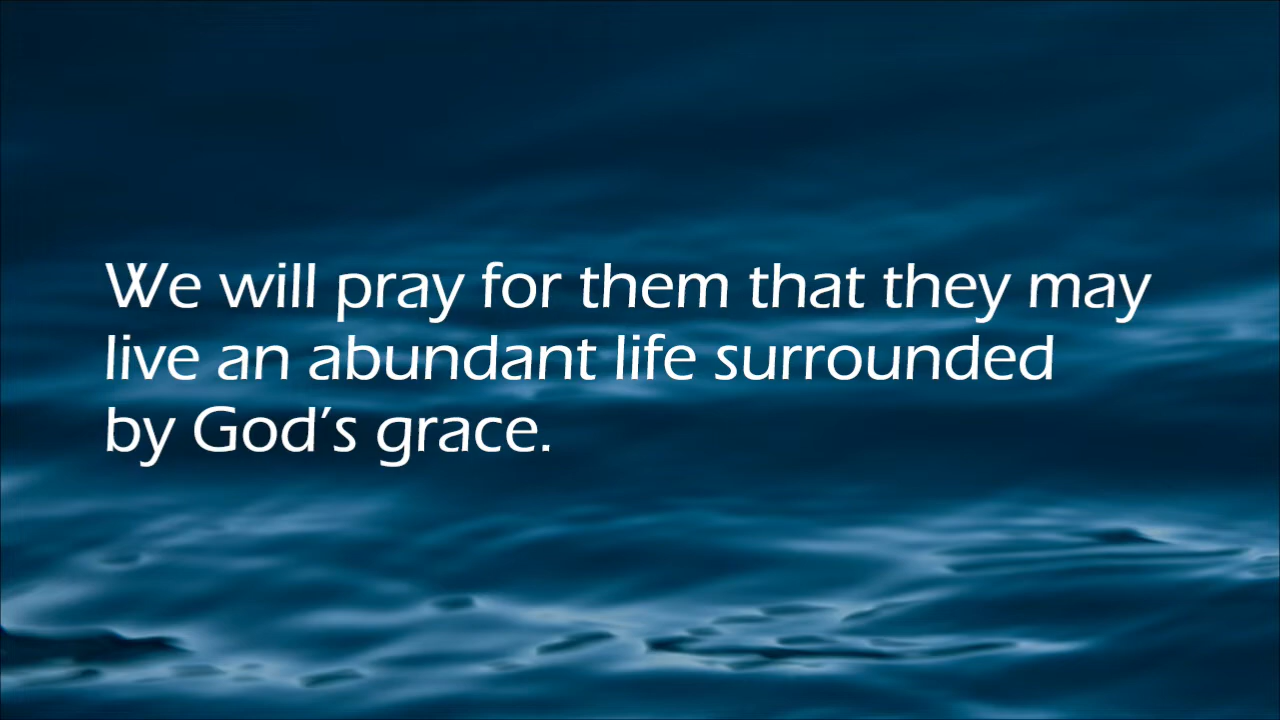 We will pray for them that they may
live an abundant life surrounded
by God’s grace.